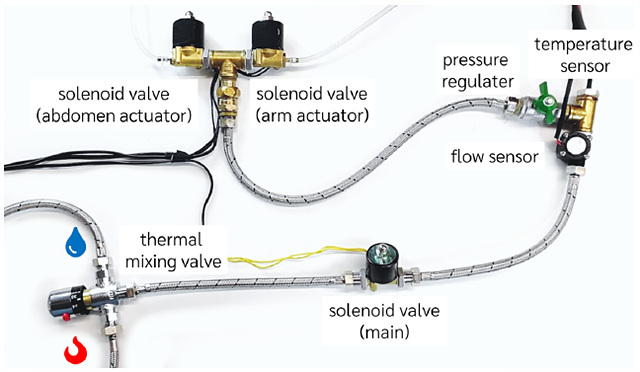 temperature
sensor
pressure
regulater
solenoid valve
(abdomen actuator)
solenoid valve
(arm actuator)
flow sensor
thermal
mixing valve
solenoid valve
(main)